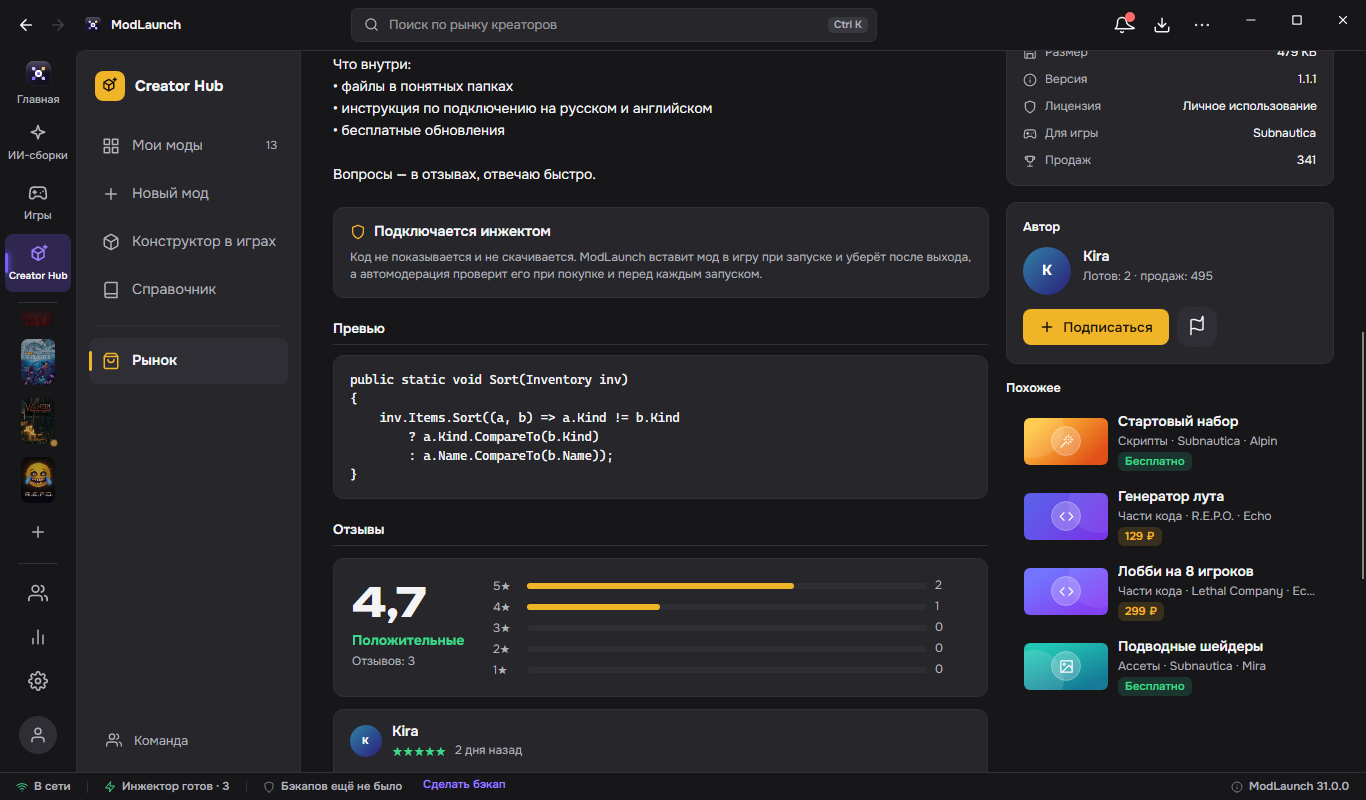 ModLaunch
Поиск по рынку креаторов
Ctrl K
Главная
ИИ-сборки
Игры
Creator Hub
R.E.P.O.
Creator Hub
Мои моды 13
Новый мод
Конструктор в играх
Справочник
Рынок
Команда
Что внутри:
• файлы в понятных папках
• инструкция по подключению на русском и английском
• бесплатные обновления
Вопросы — в отзывах, отвечаю быстро.
Подключается инжектом
Код не показывается и не скачивается. ModLaunch вставит мод в игру при запуске и уберёт после выхода,
а автомодерация проверит его при покупке и перед каждым запуском.
Превью
public static void Sort(Inventory inv)
{
    inv.Items.Sort((a, b) => a.Kind != b.Kind
        ? a.Kind.CompareTo(b.Kind)
        : a.Name.CompareTo(b.Name));
}
Отзывы
4,7
Положительные
Отзывов: 3
5★ 2
4★ 1
3★ 0
2★ 0
1★ 0
K
Kira
★★★★★ 2 дня назад
Размер 479 КБ
Версия 1.1.1
Лицензия Личное использование
Для игры Subnautica
Продаж 341
Автор
K
Kira
Лотов: 2 · продаж: 495
Подписаться
Похожее
Стартовый набор
Скрипты · Subnautica · Alpin
Бесплатно
Генератор лута
Части кода · R.E.P.O. · Echo
129 ₽
Лобби на 8 игроков
Части кода · Lethal Company · Ec...
299 ₽
Подводные шейдеры
Ассеты · Subnautica · Mira
Бесплатно
В сети
Инжектор готов · 3
Бэкапов ещё не было
Сделать бэкап
ModLaunch 31.0.0